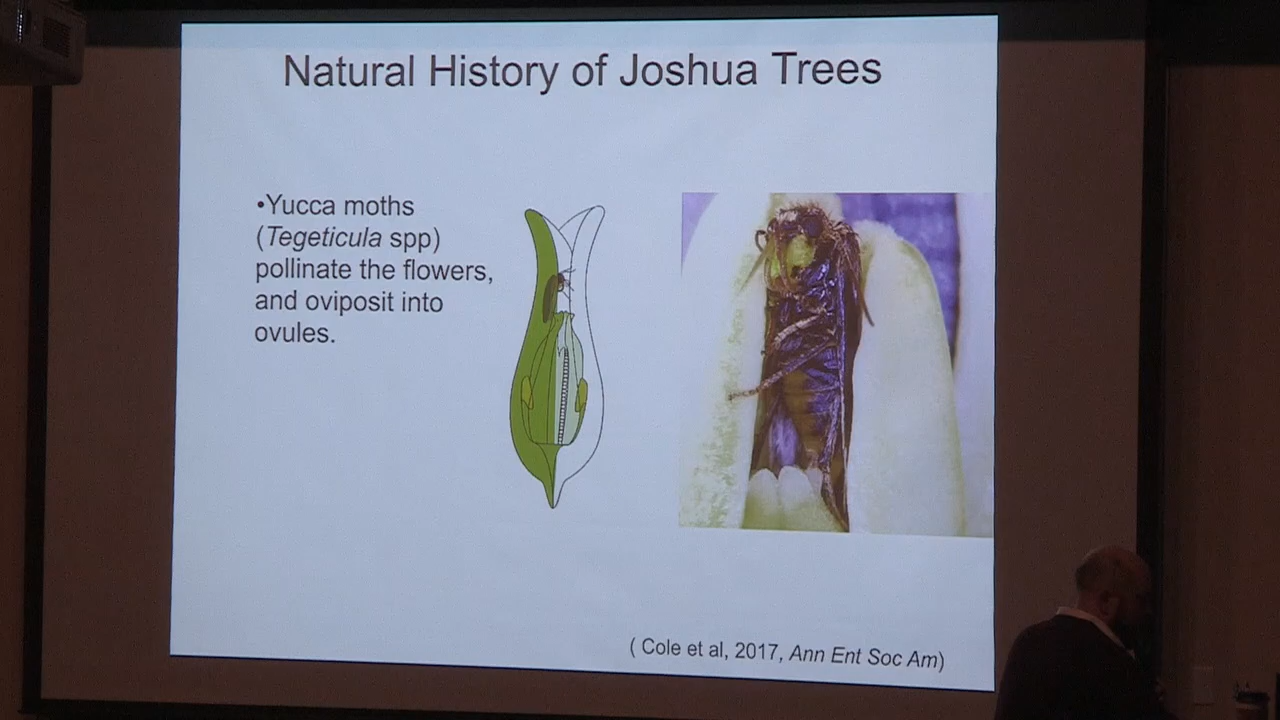 Natural History of Joshua Trees
•Yucca moths
(Tegeticula spp)
pollinate the flowers,
and oviposit into
ovules.
( Cole et al, 2017, Ann Ent Soc Am)